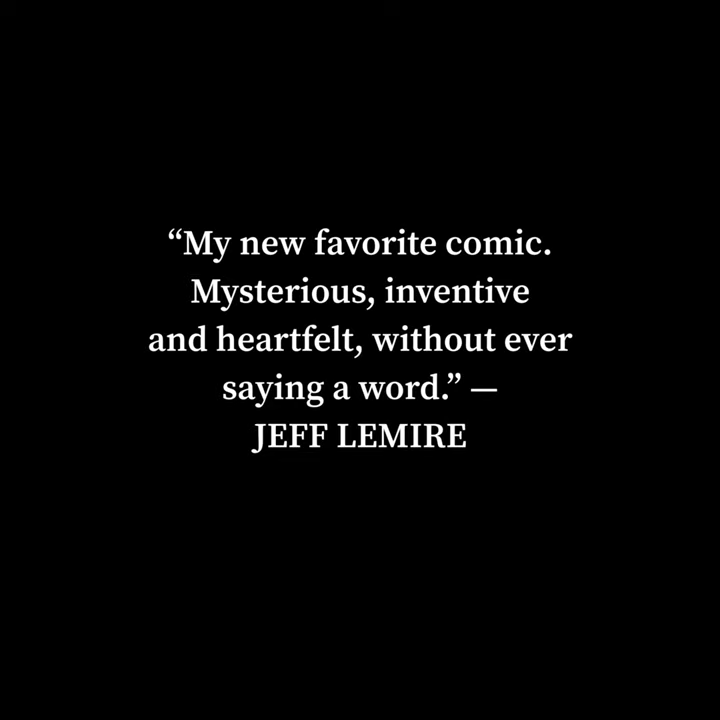 “My new favorite comic.
Mysterious, inventive
and heartfelt, without ever
saying a word.” —
JEFF LEMIRE